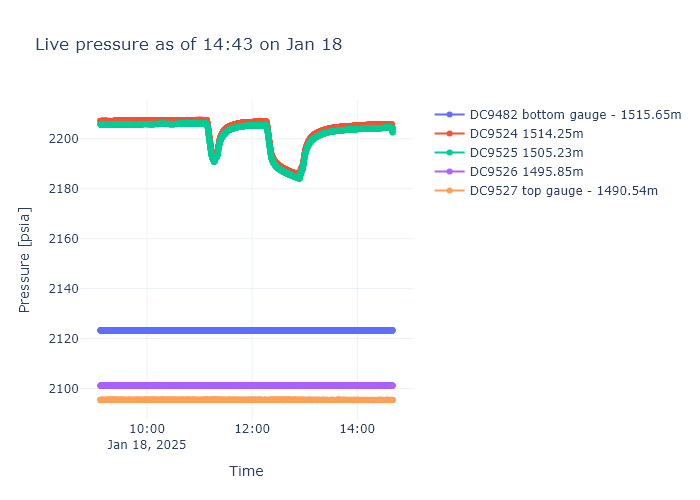 Live pressure as of 14:43 on Jan 18
DC9482 bottom gauge - 1515.65m
DC9524 1514.25m
DC9525 1505.23m
DC9526 1495.85m
DC9527 top gauge - 1490.54m
Pressure [psia]
2200
2180
2160
2140
2120
2100
10:00
12:00
14:00
Jan 18, 2025
Time